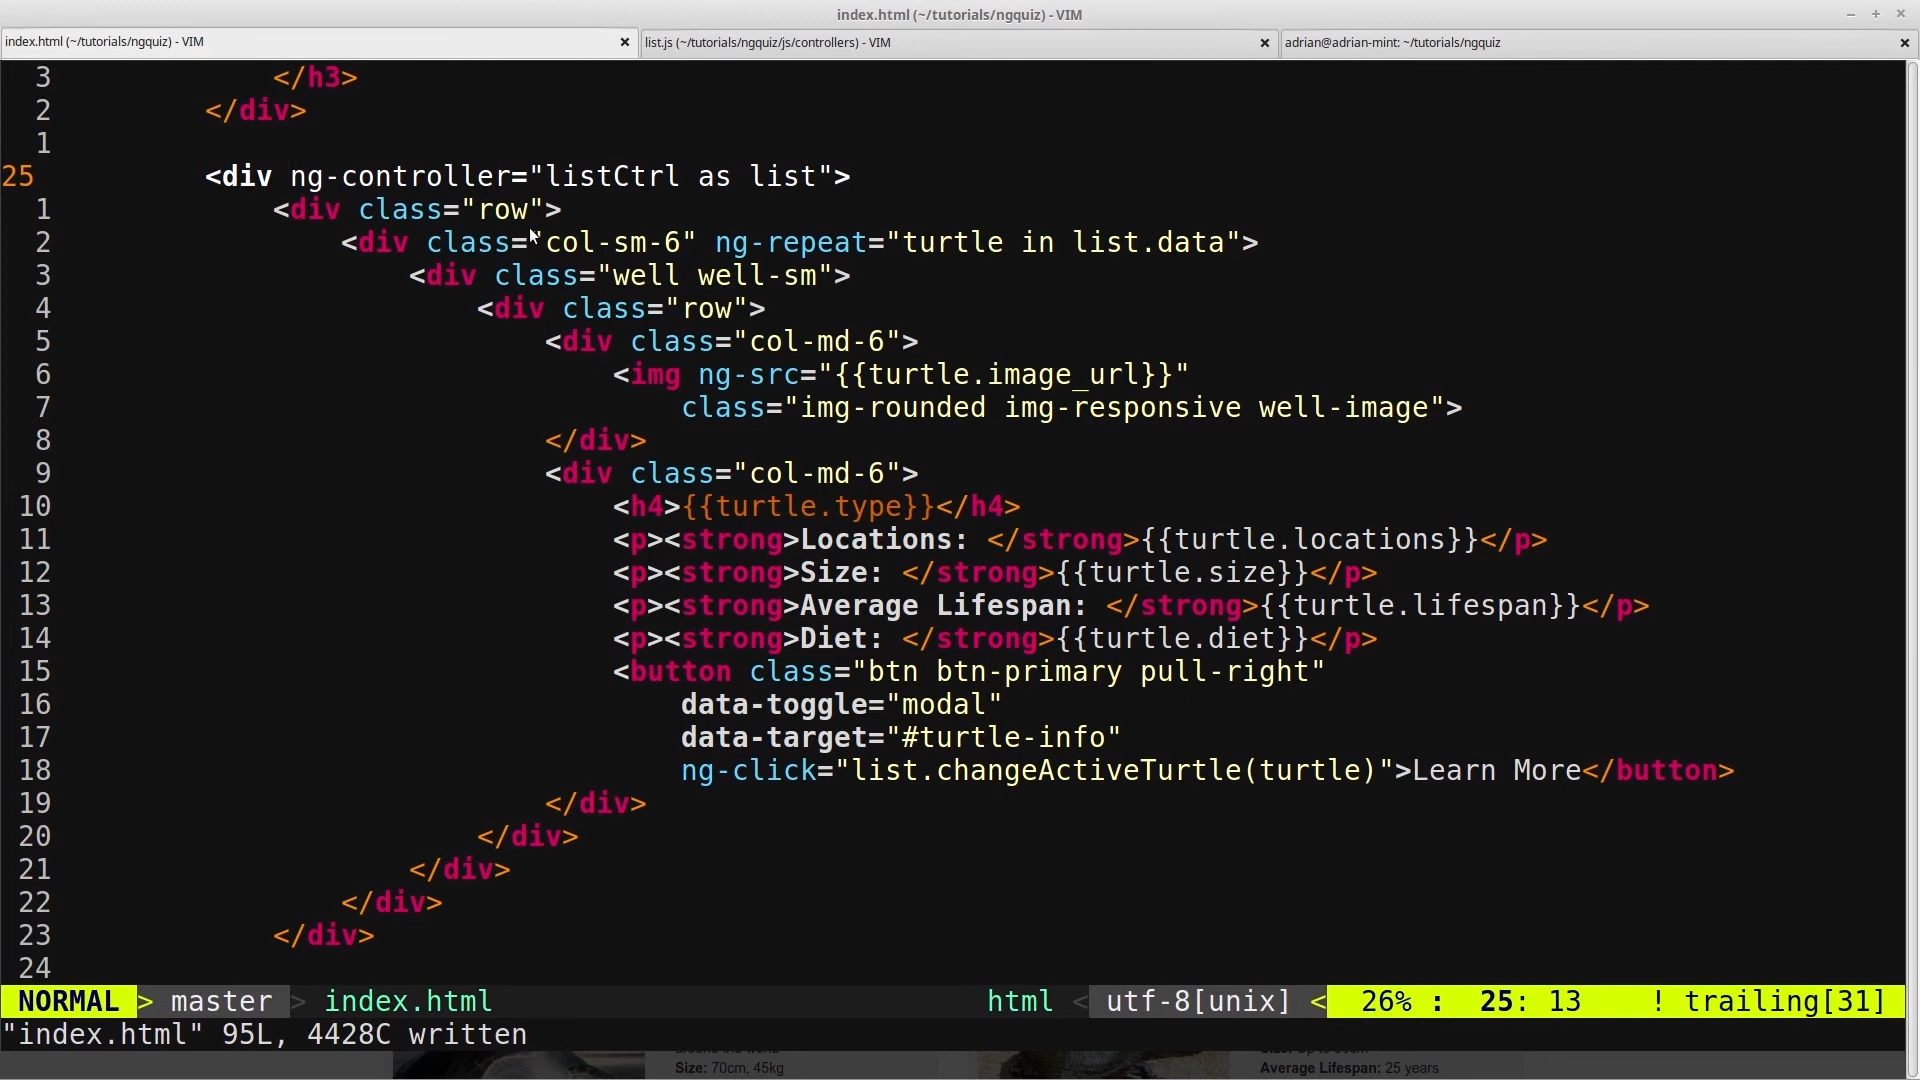 index.html (~/tutorials/ngquiz) - VIM
index.html (~/tutorials/ngquiz) - VIM
list.js (~/tutorials/ngquiz/js/controllers) - VIM
adrian@adrian-mint: ~/tutorials/ngquiz
3 </h3>
2 </div>
1
25 <div ng-controller="listCtrl as list">
1 <div class="row">
2 <div class="col-sm-6" ng-repeat="turtle in list.data">
3 <div class="well well-sm">
4 <div class="row">
5 <div class="col-md-6">
6 <img ng-src="{{turtle.image_url}}"
7 class="img-rounded img-responsive well-image">
8 </div>
9 <div class="col-md-6">
10 <h4>{{turtle.type}}</h4>
11 <p><strong>Locations: </strong>{{turtle.locations}}</p>
12 <p><strong>Size: </strong>{{turtle.size}}</p>
13 <p><strong>Average Lifespan: </strong>{{turtle.lifespan}}</p>
14 <p><strong>Diet: </strong>{{turtle.diet}}</p>
15 <button class="btn btn-primary pull-right"
16 data-toggle="modal"
17 data-target="#turtle-info"
18 ng-click="list.changeActiveTurtle(turtle)">Learn More</button>
19 </div>
20 </div>
21 </div>
22 </div>
23 </div>
24
NORMAL > master > index.html html < utf-8[unix] < 26% : 25: 13 ! trailing[31]
"index.html" 95L, 4428C written
Size: 70cm, 45kg
Average Lifespan: 25 years